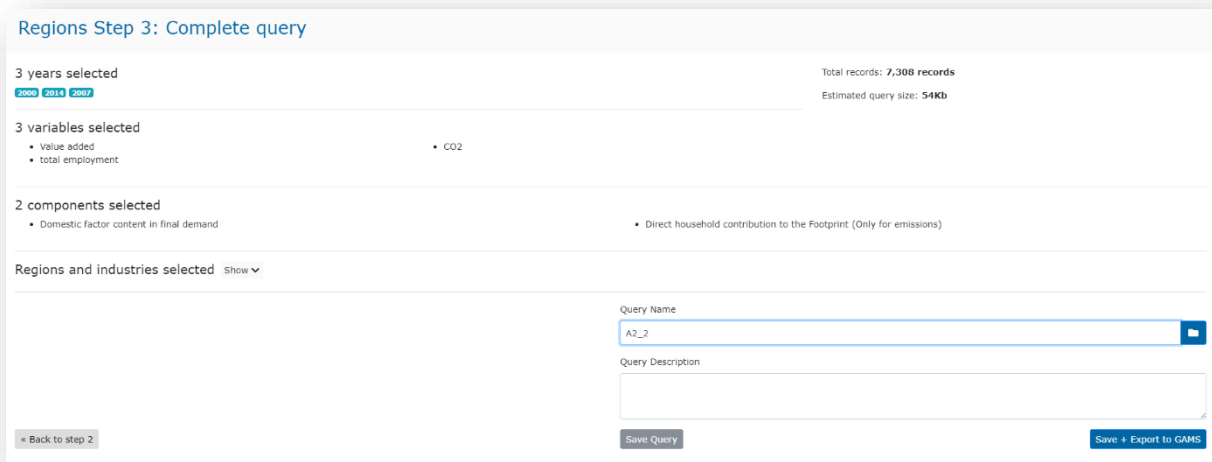 Regions Step 3: Complete query
3 years selected
Total records: 7,308 records
2000 2014 2007
Estimated query size: 54Kb
3 variables selected
• Value added
• CO2
• total employment
2 components selected
• Domestic factor content in final demand
• Direct household contribution to the Footprint (Only for emissions)
Regions and industries selected Show
Query Name
A2_2
Query Description
« Back to step 2
Save Query
Save + Export to GAMS